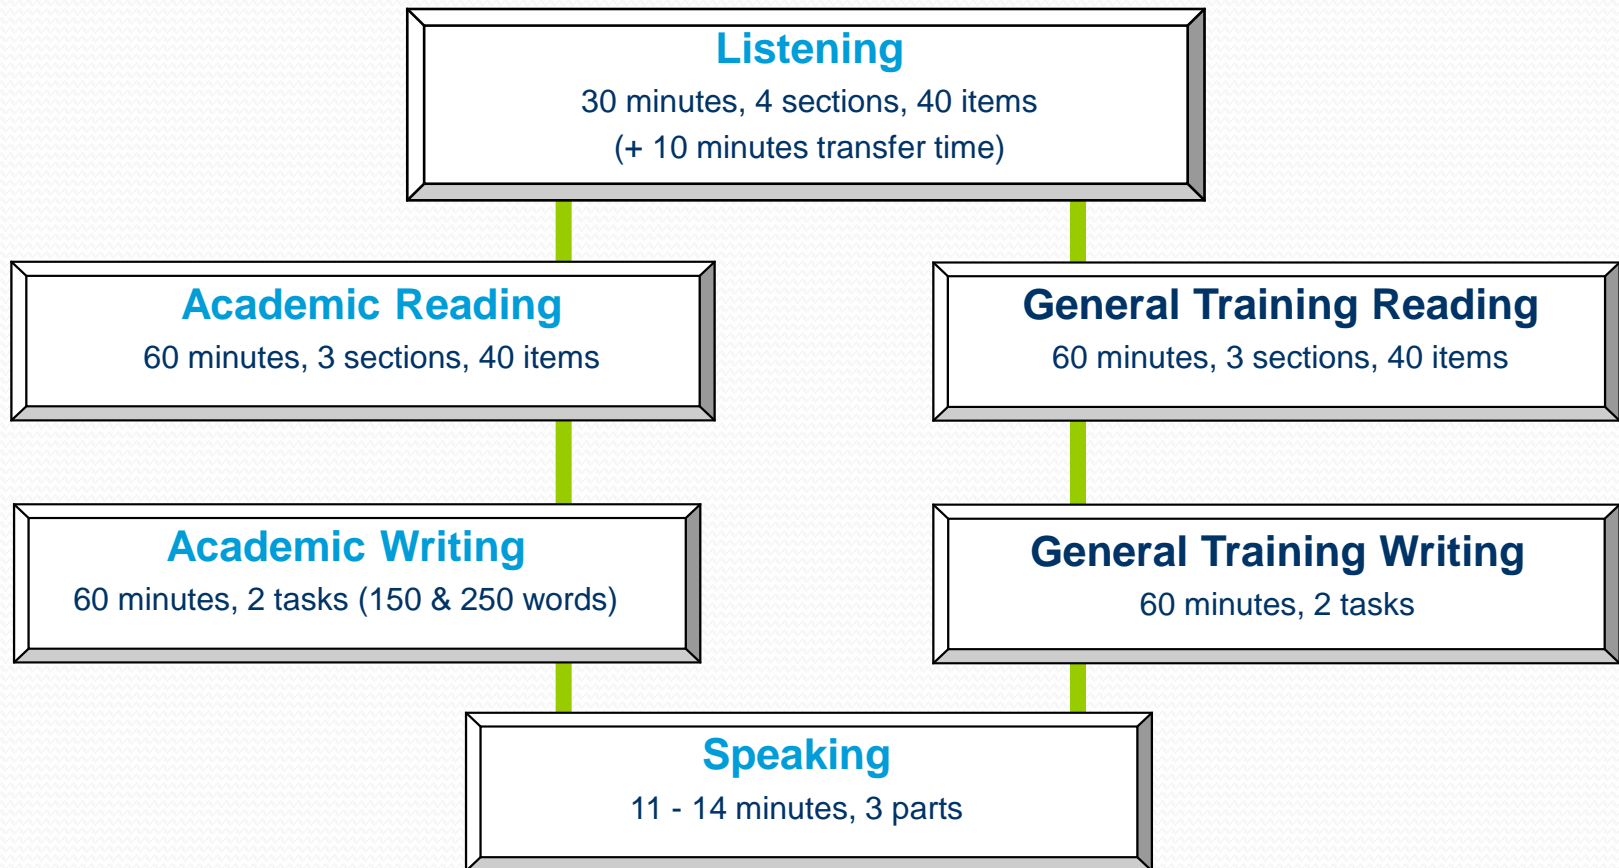 Listening
30 minutes, 4 sections, 40 items
(+ 10 minutes transfer time)
Academic Reading
60 minutes, 3 sections, 40 items
General Training Reading
60 minutes, 3 sections, 40 items
Academic Writing
60 minutes, 2 tasks (150 & 250 words)
General Training Writing
60 minutes, 2 tasks
Speaking
11 - 14 minutes, 3 parts